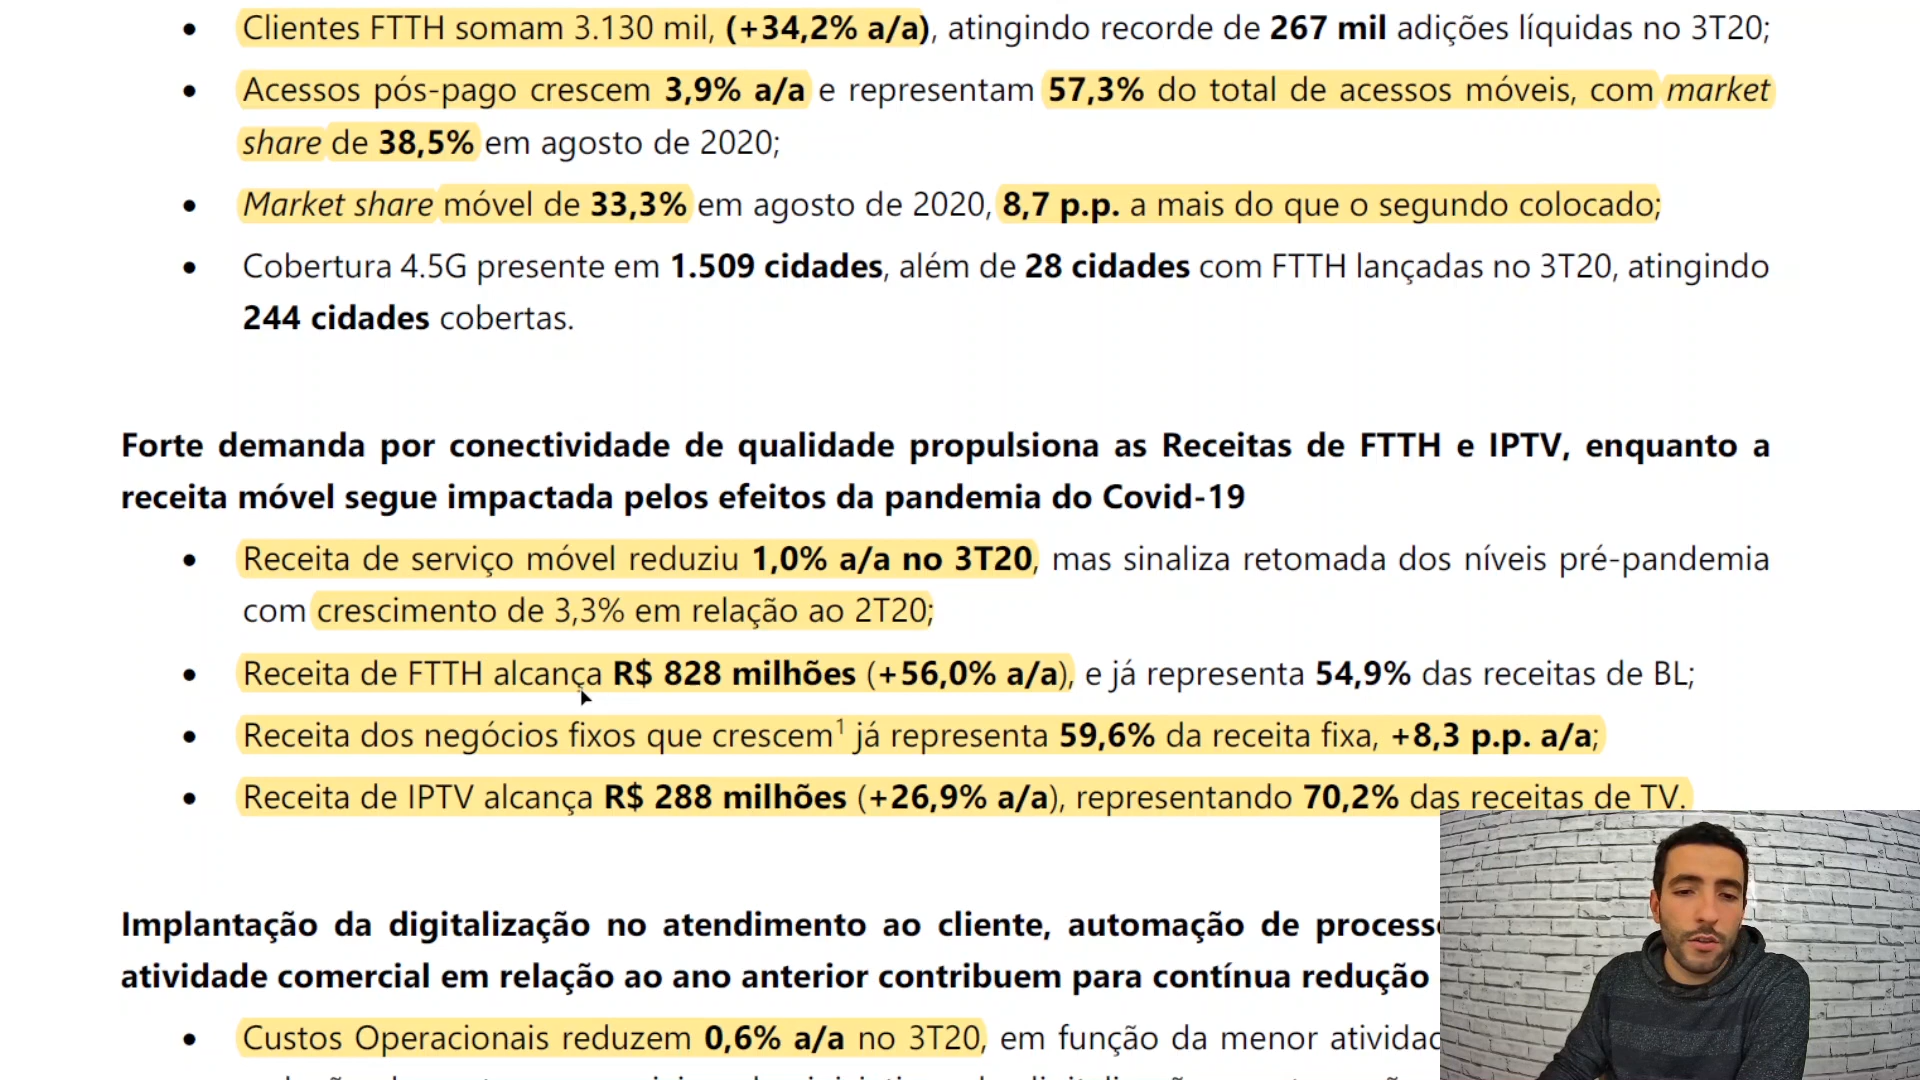 • Clientes FTTH somam 3.130 mil, (+34,2% a/a), atingindo recorde de 267 mil adições líquidas no 3T20;
• Acessos pós-pago crescem 3,9% a/a e representam 57,3% do total de acessos móveis, com market
share de 38,5% em agosto de 2020;
• Market share móvel de 33,3% em agosto de 2020, 8,7 p.p. a mais do que o segundo colocado;
• Cobertura 4.5G presente em 1.509 cidades, além de 28 cidades com FTTH lançadas no 3T20, atingindo
244 cidades cobertas.
Forte demanda por conectividade de qualidade propulsiona as Receitas de FTTH e IPTV, enquanto a
receita móvel segue impactada pelos efeitos da pandemia do Covid-19
• Receita de serviço móvel reduziu 1,0% a/a no 3T20, mas sinaliza retomada dos níveis pré-pandemia
com crescimento de 3,3% em relação ao 2T20;
• Receita de FTTH alcança R$ 828 milhões (+56,0% a/a), e já representa 54,9% das receitas de BL;
• Receita dos negócios fixos que crescem¹ já representa 59,6% da receita fixa, +8,3 p.p. a/a;
• Receita de IPTV alcança R$ 288 milhões (+26,9% a/a), representando 70,2% das receitas de TV.
Implantação da digitalização no atendimento ao cliente, automação de
atividade comercial em relação ao ano anterior contribuem para contínua redução
• Custos Operacionais reduzem 0,6% a/a no 3T20, em função da menor